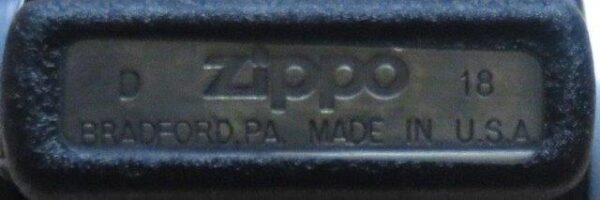 D zippo 18
BRADFORD, PA. MADE IN U.S.A